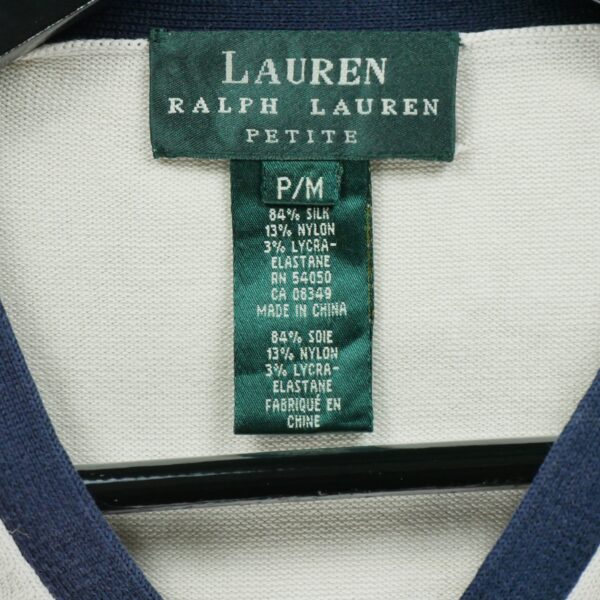 LAUREN
RALPH LAUREN
PETITE
P/M
84% SILK
13% NYLON
3% LYCRA-
ELASTANE
RN 54050
CA 08349
MADE IN CHINA
84% SOIE
13% NYLON
3% LYCRA-
ELASTANE
FABRIQUÉ EN
CHINE